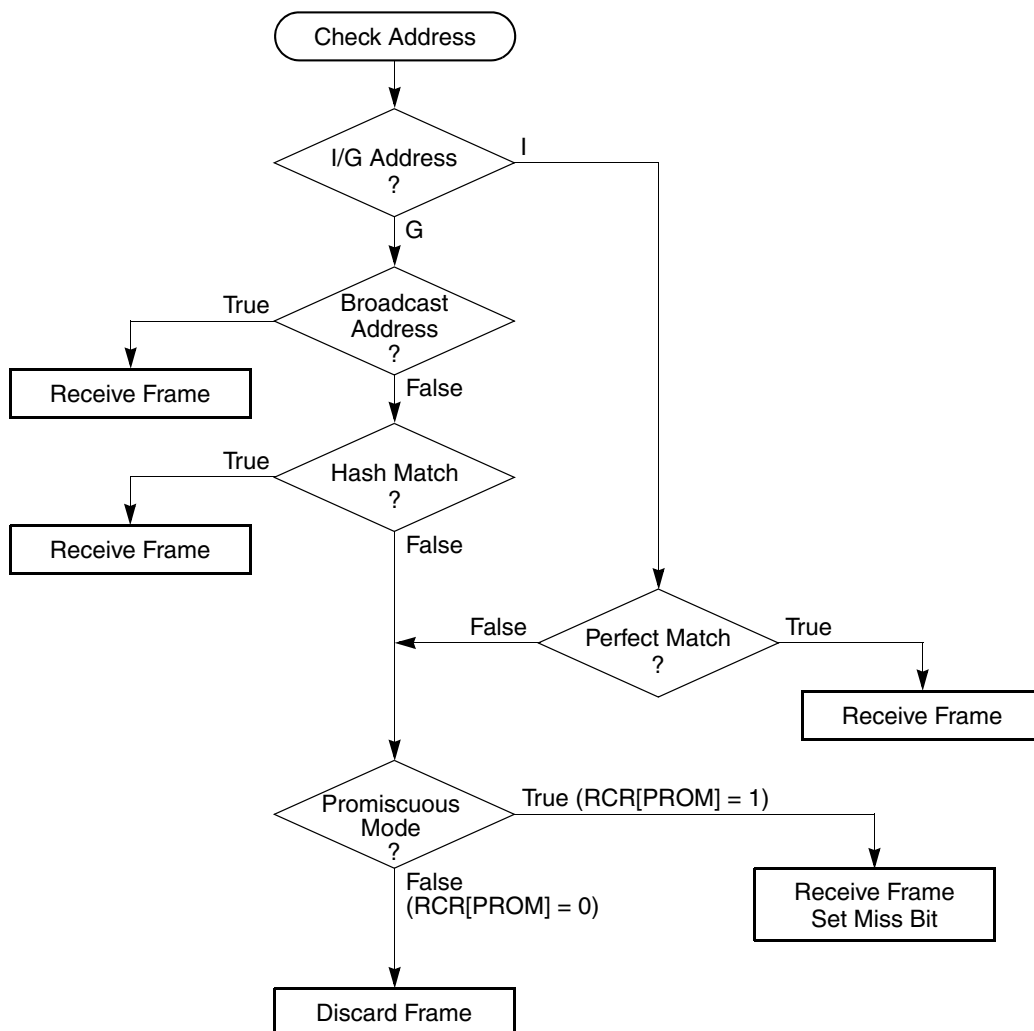 Check Address
I/G Address
?
I
G
Broadcast
Address
?
True
False
Receive Frame
Hash Match
?
True
False
Receive Frame
Perfect Match
?
False
True
Receive Frame
Promiscuous
Mode
?
True (RCR[PROM] = 1)
False
(RCR[PROM] = 0)
Receive Frame
Set Miss Bit
Discard Frame